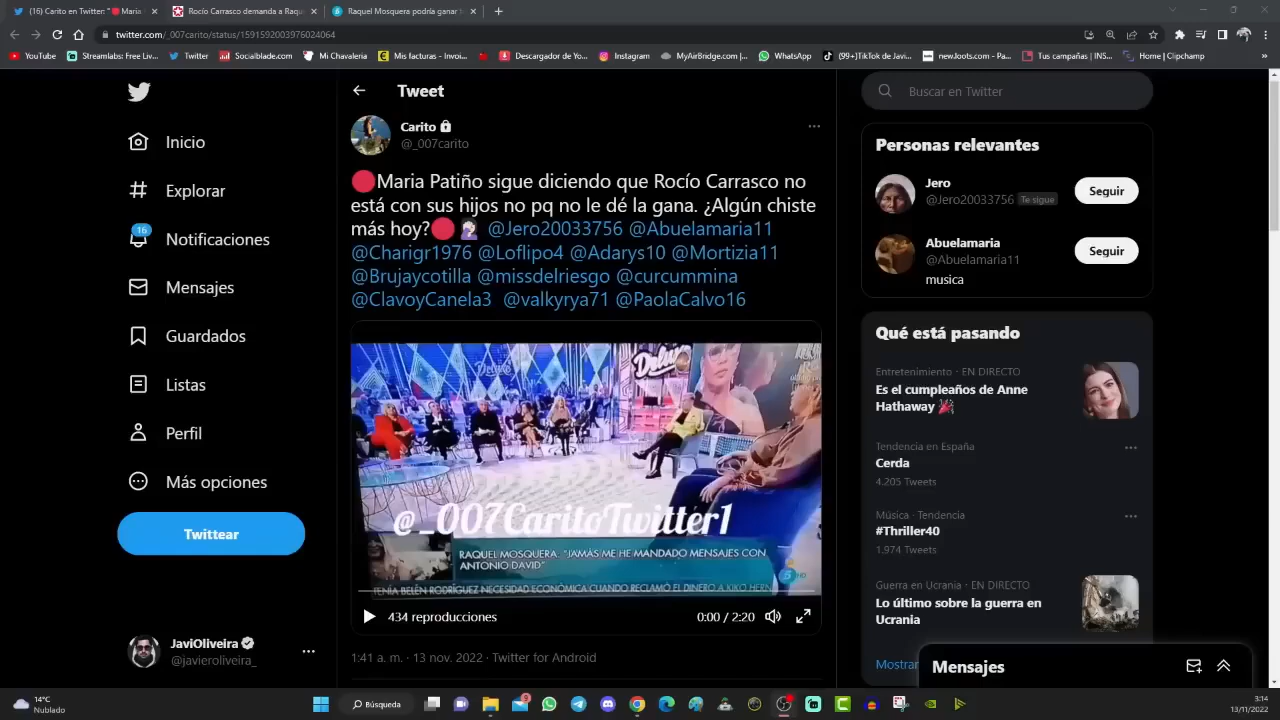 (16) Carito en Twitter: "🔴Maria
Rocío Carrasco demanda a Raqu
Raquel Mosquera podría ganar
twitter.com/_007carito/status/1591592003976024064
YouTube
Streamlabs: Free Liv...
Twitter
Socialblade.com
Mi Chavaleria
Mis facturas – Invoi...
Descargador de Yo...
Instagram
MyAirBridge.com |...
WhatsApp
(99+)TikTok de Javi...
newJoots.com (Pa...
Tus campañas | INS...
Home | Clipchamp
Inicio
Explorar
16
Notificaciones
Mensajes
Guardados
Listas
Perfil
Más opciones
Twittear
JaviOliveira
@javieroliveira_
Tweet
Carito
@_007carito
🔴Maria Patiño sigue diciendo que Rocío Carrasco no
está con sus hijos no pq no le dé la gana. ¿Algún chiste
más hoy?🔴🤦🏻‍♀️ @Jero20033756 @Abuelamaria11
@Charigr1976 @Loflipo4 @Adarys10 @Mortizia11
@Brujaycotilla @missdelriesgo @curcummina
@ClavoyCanela3 @valkyrya71 @PaolaCalvo16
Deluxe
@_007CaritoTwitter1
RAQUEL MOSQUERA: "JAMÁS ME HE MANDADO MENSAJES CON
ANTONIO DAVID"
TENÍA BELÉN RODRÍGUEZ NECESIDAD ECONÓMICA CUANDO RECLAMÓ EL DINERO A KIKO HERN
434 reproducciones
0:00 / 2:20
1:41 a. m. · 13 nov. 2022 · Twitter for Android
Buscar en Twitter
Personas relevantes
Jero
@Jero20033756 Te sigue
Seguir
Abuelamaria
@Abuelamaria11
Seguir
musica
Qué está pasando
Entretenimiento · EN DIRECTO
Es el cumpleaños de Anne
Hathaway 🎉
Tendencia en España
Cerda
4.205 Tweets
Música · Tendencia
#Thriller40
1.974 Tweets
Guerra en Ucrania · EN DIRECTO
Lo último sobre la guerra en
Ucrania
Mostrar
Mensajes
14°C
Nublado
Búsqueda
9
3:14
13/11/2022